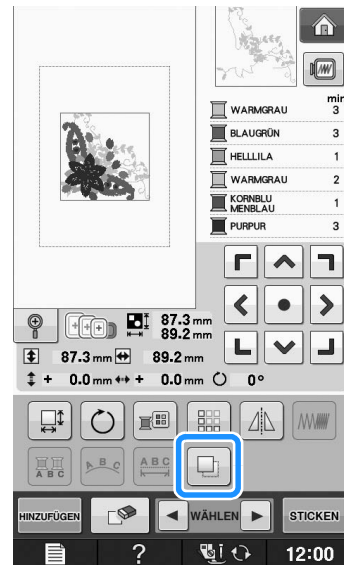 min
WARMGRAU 3
BLAUGRÜN 3
HELLLILA 1
WARMGRAU 2
KORNBLU
MENBLAU 1
PURPUR 3
87.3 mm
89.2 mm
87.3 mm 89.2 mm
+ 0.0 mm + 0.0 mm 0°
A B C A B C A B C
HINZUFÜGEN WÄHLEN STICKEN
? 12:00